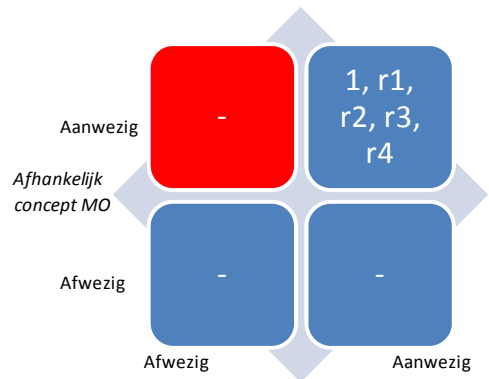 Aanwezig
-
1, r1,
r2, r3,
r4
Afhankelijk
concept MO
Afwezig
-
-
Afwezig
Aanwezig